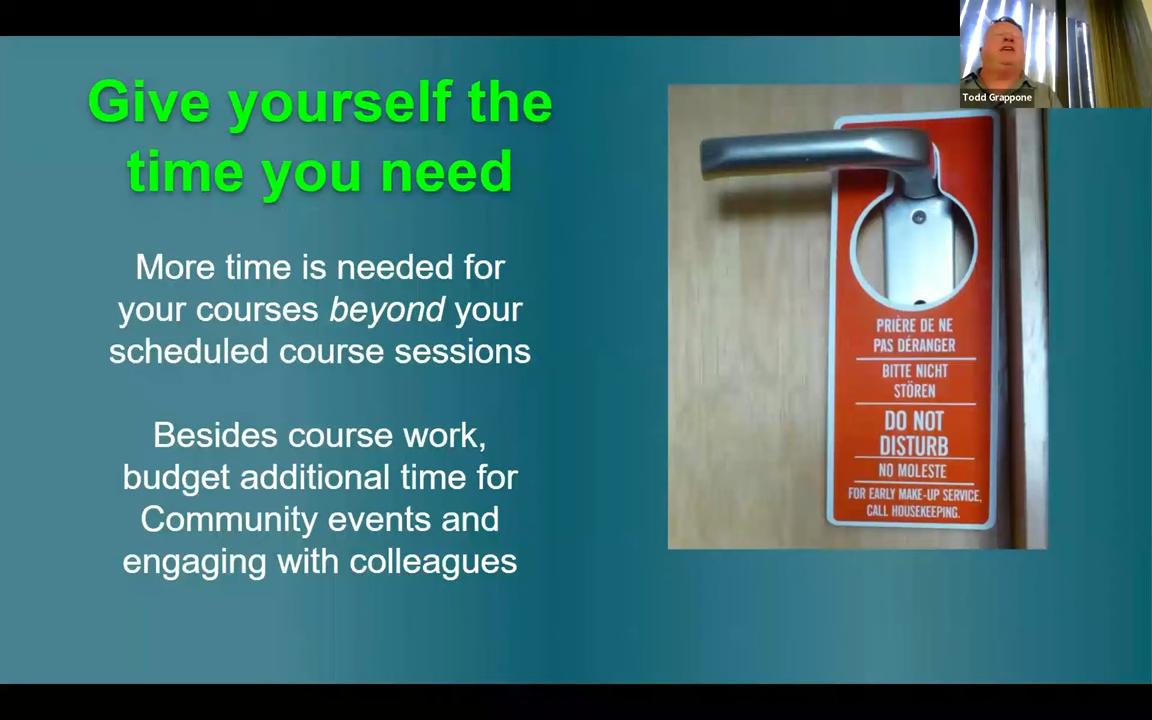 Todd Grappone
Give yourself the
time you need
More time is needed for
your courses beyond your
scheduled course sessions
Besides course work,
budget additional time for
Community events and
engaging with colleagues
PRIÈRE DE NE
PAS DÉRANGER
BITTE NICHT
STÖREN
DO NOT
DISTURB
NO MOLESTE
FOR EARLY MAKE-UP SERVICE,
CALL HOUSEKEEPING.